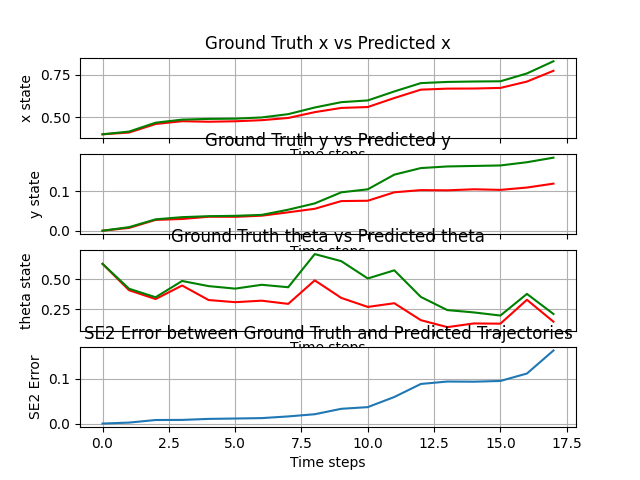 Ground Truth x vs Predicted x
0.75
0.50
x state
Time steps
Ground Truth y vs Predicted y
0.1
0.0
y state
Time steps
Ground Truth theta vs Predicted theta
0.50
0.25
theta state
Time steps
SE2 Error between Ground Truth and Predicted Trajectories
0.1
0.0
SE2 Error
0.0 2.5 5.0 7.5 10.0 12.5 15.0 17.5
Time steps